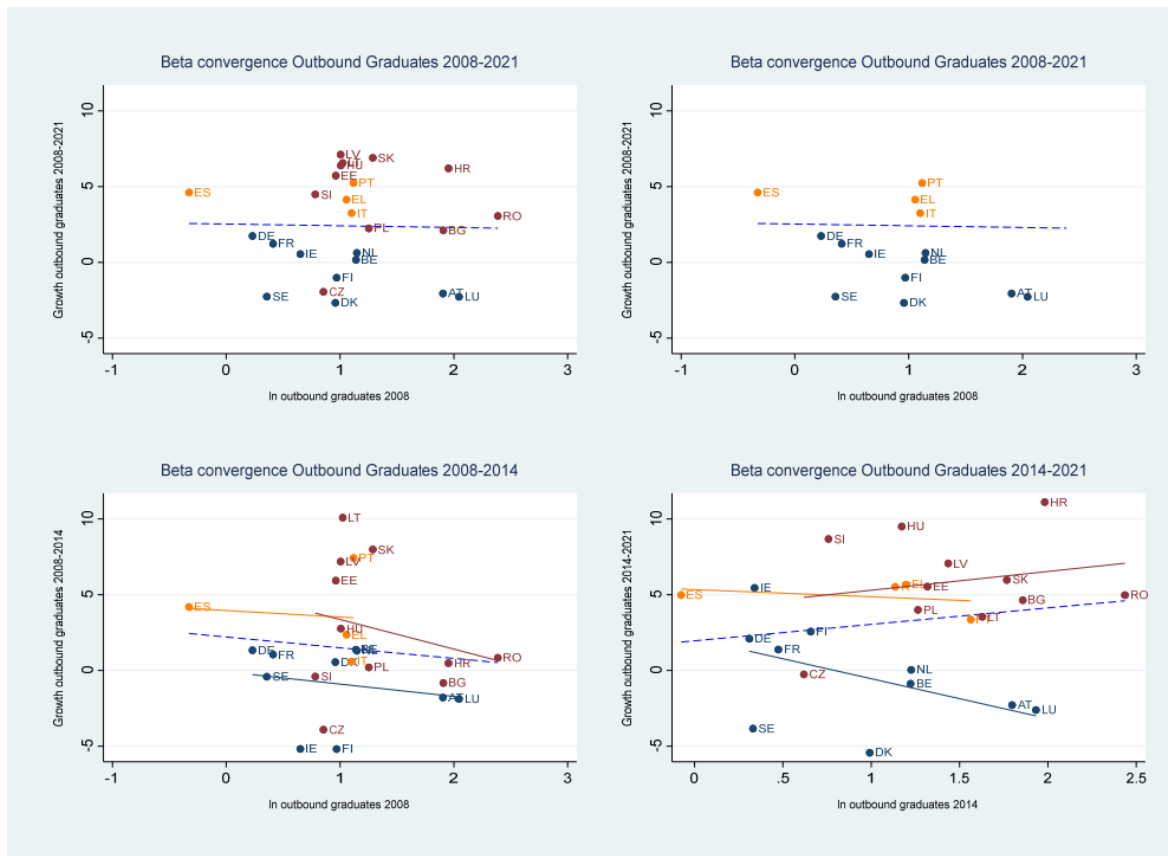 Beta convergence Outbound Graduates 2008-2021
Growth outbound graduates 2008-2021
10
5
0
-5
LV
HU
SK
HR
EE
PT
ES
SI
EL
IT
RO
PL
BG
DE
FR
IE
NL
BE
FI
CZ
SE
DK
AT
LU
-1
0
1
2
3
ln outbound graduates 2008
Beta convergence Outbound Graduates 2008-2021
Growth outbound graduates 2008-2021
10
5
0
-5
PT
ES
EL
IT
DE
FR
IE
NL
BE
FI
SE
DK
AT
LU
-1
0
1
2
3
ln outbound graduates 2008
Beta convergence Outbound Graduates 2008-2014
Growth outbound graduates 2008-2014
10
5
0
-5
LT
SK
PT
LV
EE
ES
HU
EL
DE
FR
BE
NL
DK
IT
PL
HR
RO
SE
SI
BG
AT
LU
CZ
IE
FI
-1
0
1
2
3
ln outbound graduates 2008
Beta convergence Outbound Graduates 2014-2021
Growth outbound graduates 2014-2021
10
5
0
-5
HR
HU
SI
LV
SK
EL
EE
IE
ES
RO
BG
PL
LT
FI
DE
FR
CZ
NL
BE
AT
LU
SE
DK
0
.5
1
1.5
2
2.5
ln outbound graduates 2014